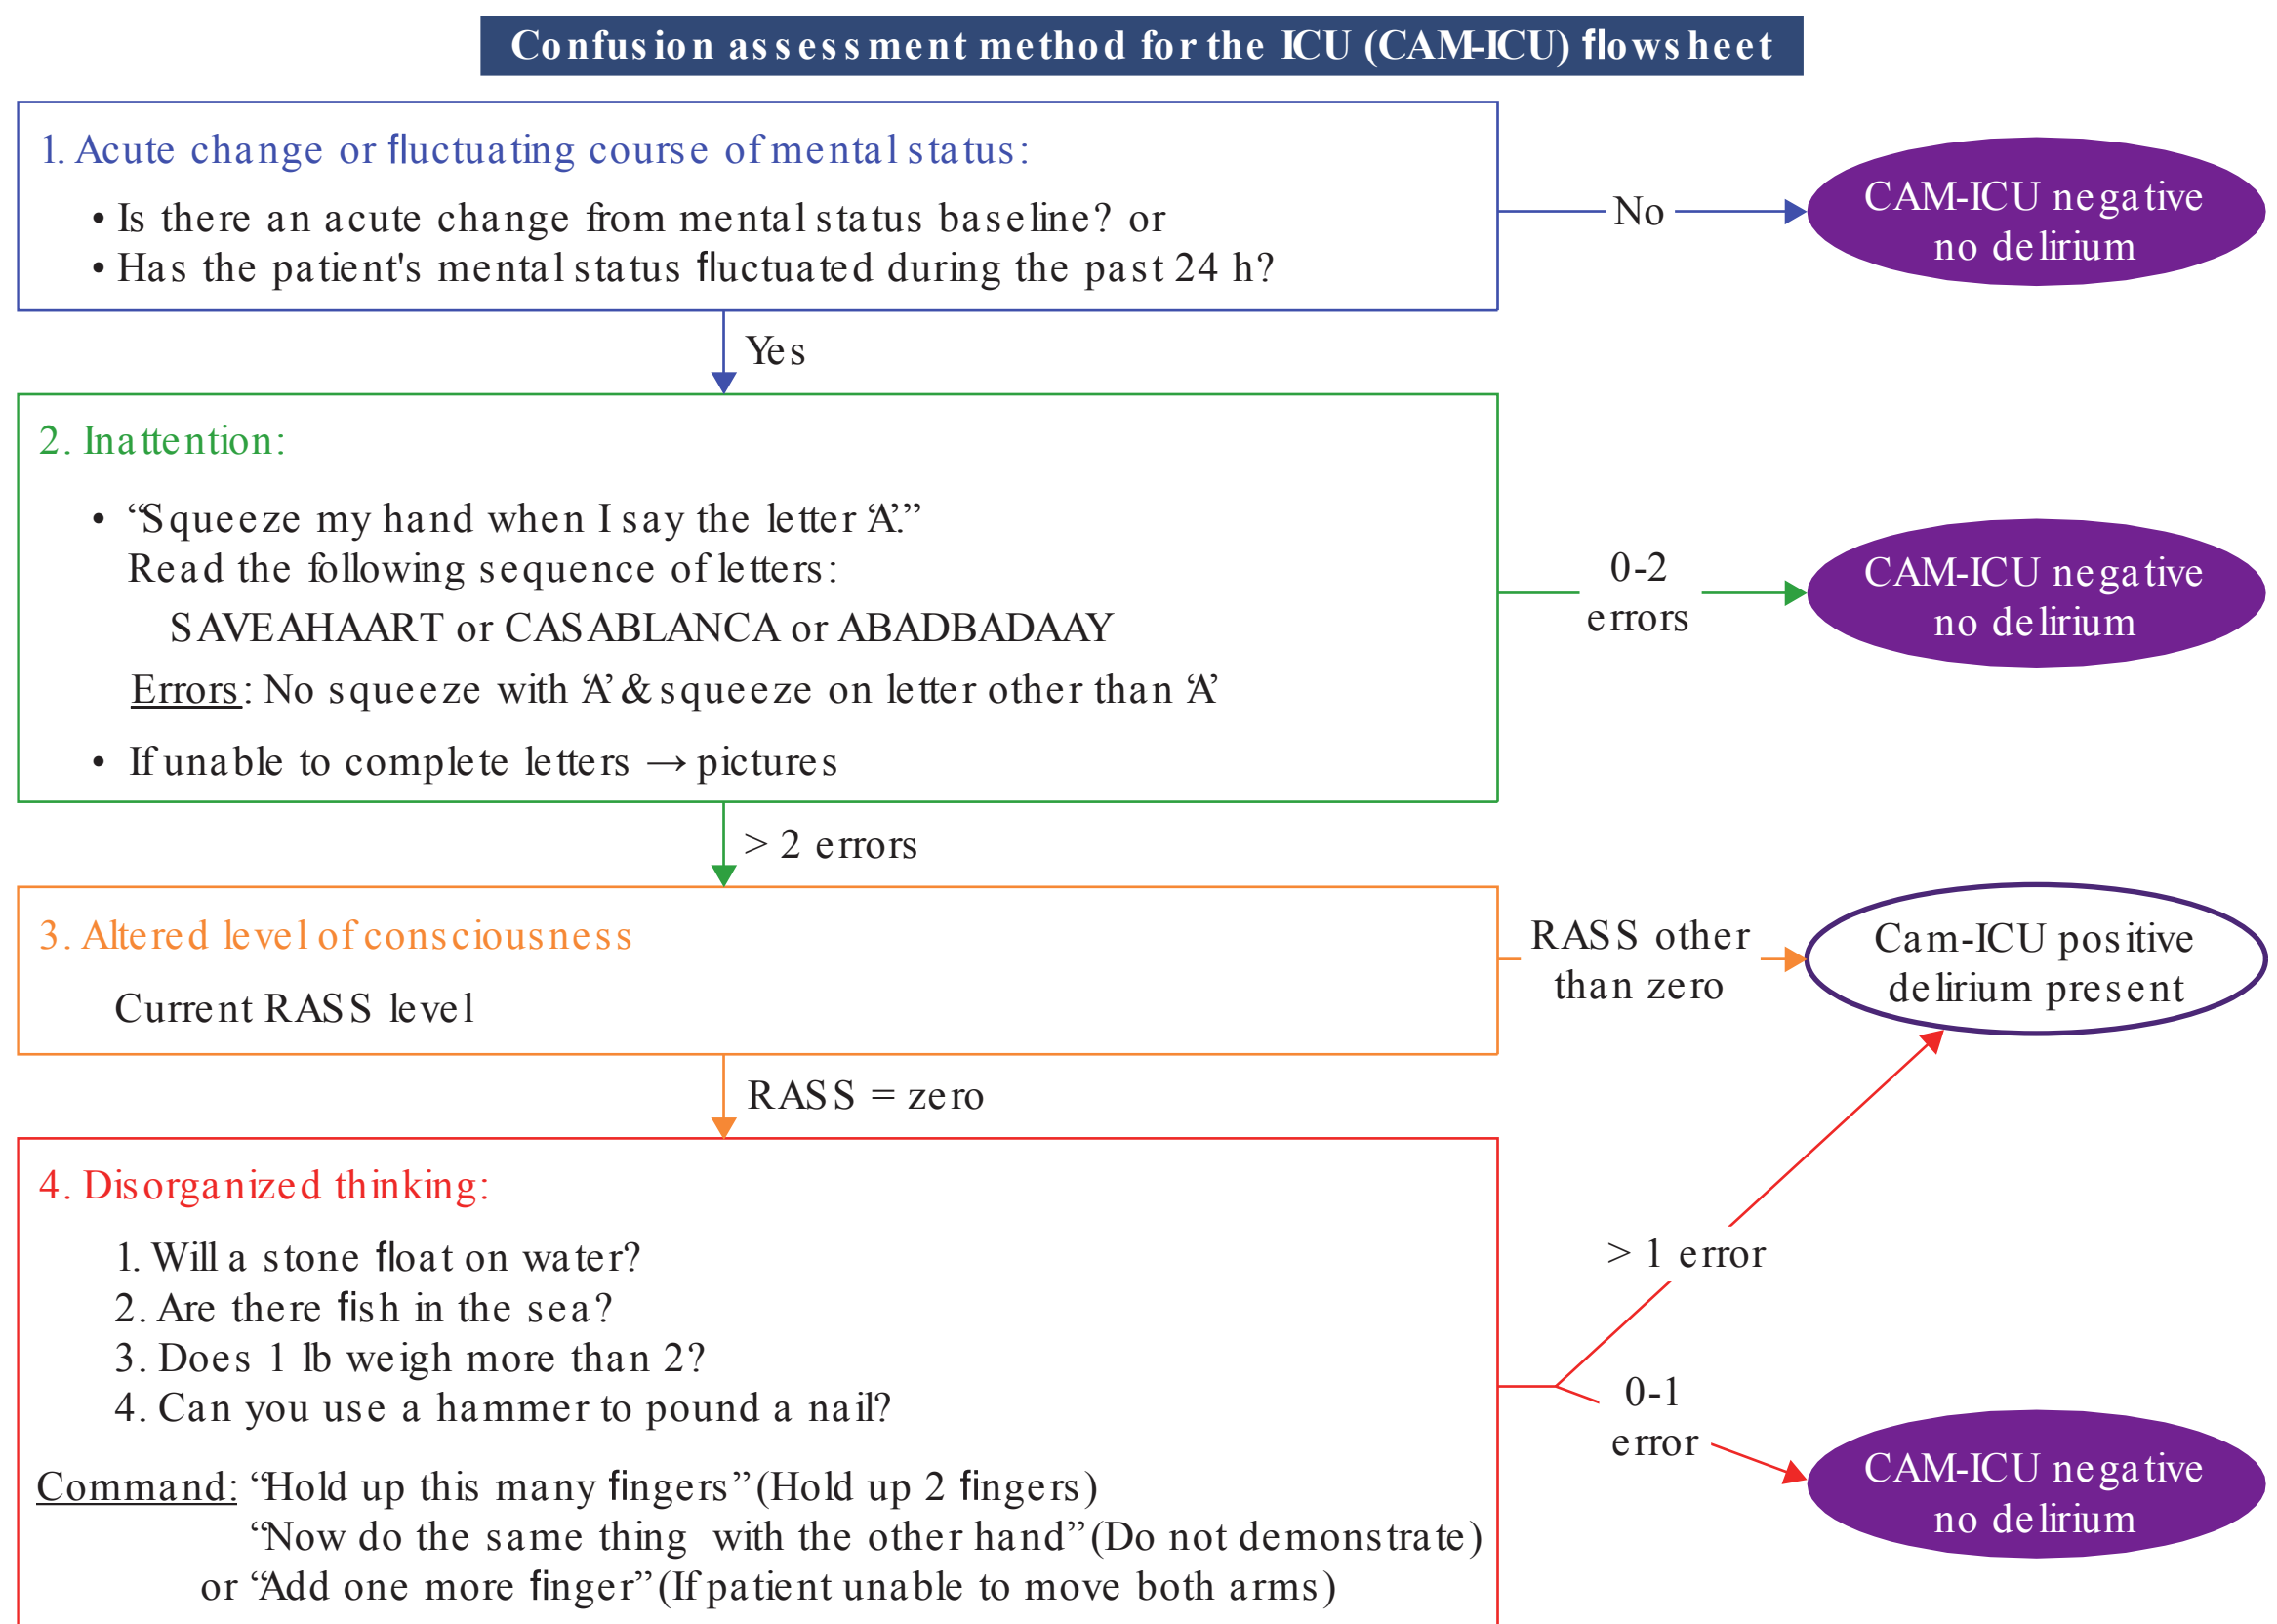 Confusion assessment method for the ICU (CAM-ICU) flowsheet
1. Acute change or fluctuating course of mental status:
• Is there an acute change from mental status baseline? or
• Has the patient's mental status fluctuated during the past 24 h?
No
CAM-ICU negative
no delirium
Yes
2. Inattention:
• “Squeeze my hand when I say the letter ‘A’.”
Read the following sequence of letters:
SAVEAHAART or CASABLANCA or ABADBADAAY
Errors: No squeeze with ‘A’ & squeeze on letter other than ‘A’
• If unable to complete letters → pictures
0-2
errors
CAM-ICU negative
no delirium
> 2 errors
3. Altered level of consciousness
Current RASS level
RASS other
than zero
Cam-ICU positive
delirium present
RASS = zero
4. Disorganized thinking:
1. Will a stone float on water?
2. Are there fish in the sea?
3. Does 1 lb weigh more than 2?
4. Can you use a hammer to pound a nail?
Command: “Hold up this many fingers” (Hold up 2 fingers)
“Now do the same thing with the other hand” (Do not demonstrate)
or “Add one more finger” (If patient unable to move both arms)
> 1 error
0-1
error
CAM-ICU negative
no delirium